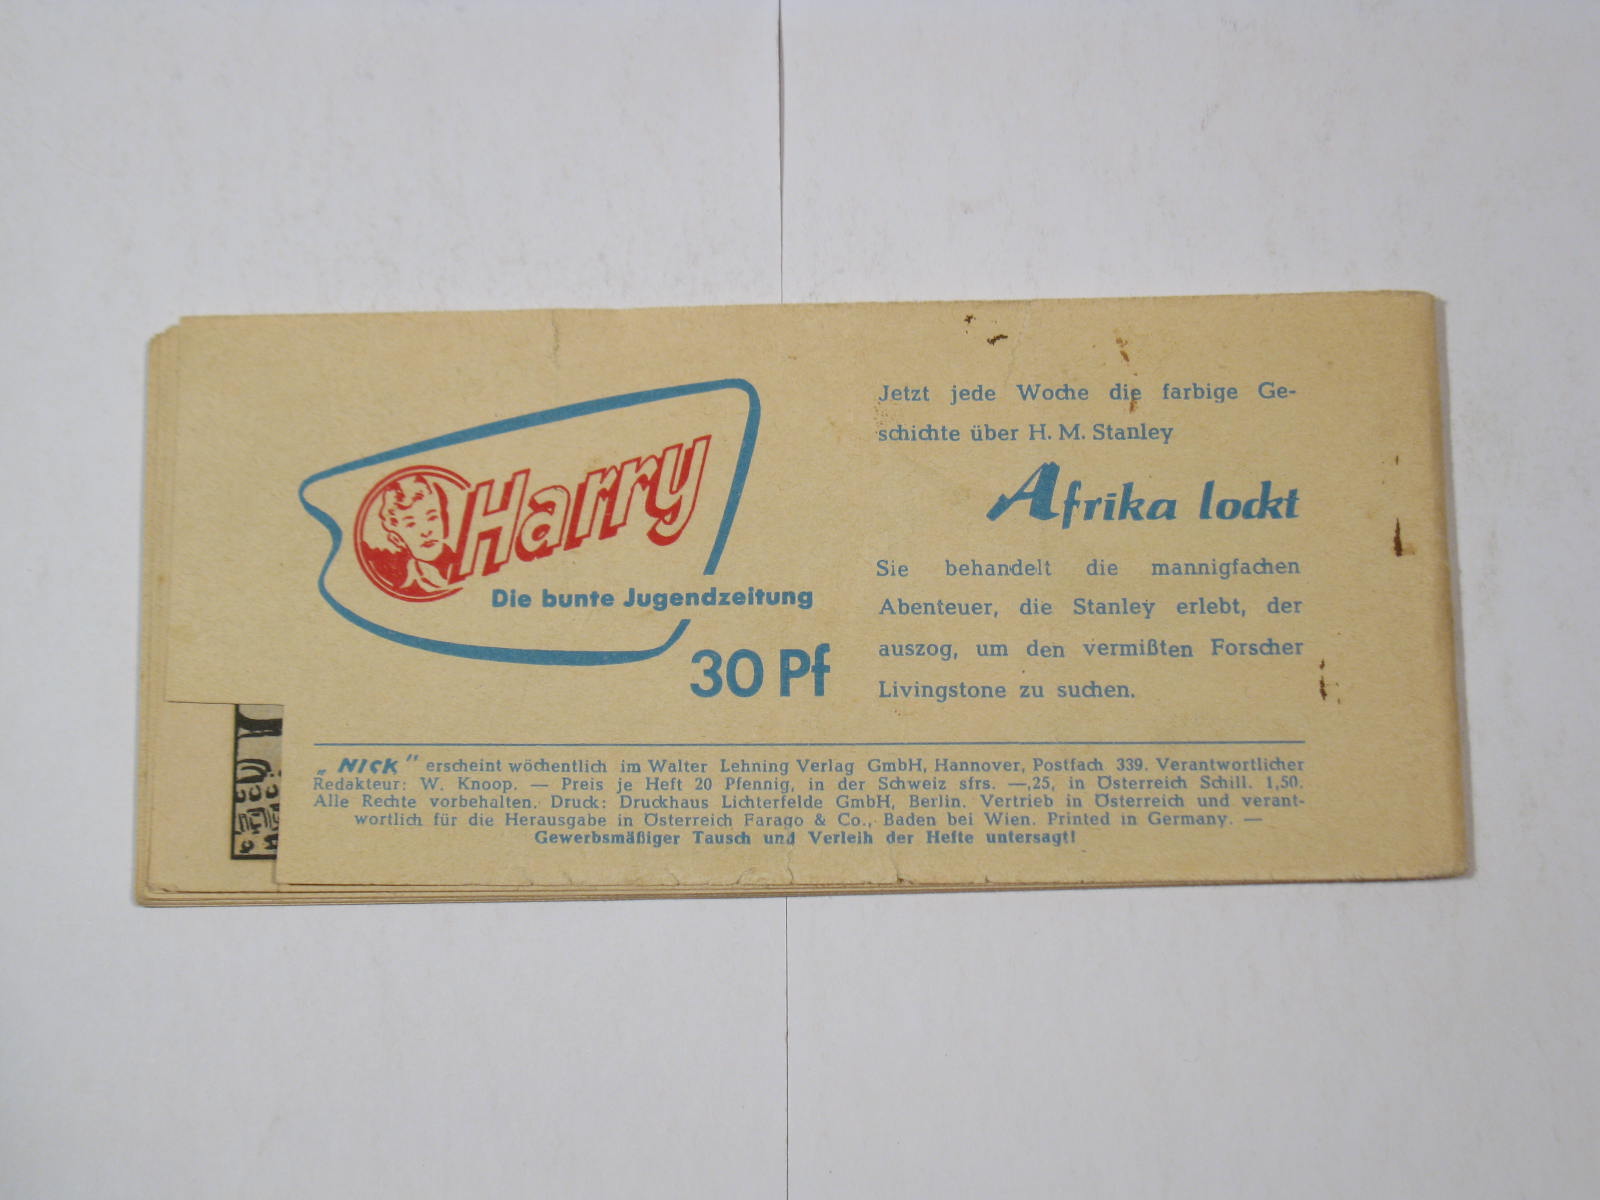 Harry
Die bunte Jugendzeitung
30 Pf
Jetzt jede Woche die farbige Ge-
schichte über H. M. Stanley
Afrika lockt
Sie behandelt die mannigfachen
Abenteuer, die Stanley erlebt, der
auszog, um den vermißten Forscher
Livingstone zu suchen.
„NICK" erscheint wöchentlich im Walter Lehning Verlag GmbH, Hannover, Postfach 339. Verantwortlicher
Redakteur: W. Knoop. — Preis je Heft 20 Pfennig, in der Schweiz sfrs. —,25, in Österreich Schill. 1,50.
Alle Rechte vorbehalten. Druck: Druckhaus Lichterfelde GmbH, Berlin. Vertrieb in Österreich und verant-
wortlich für die Herausgabe in Österreich Farago & Co., Baden bei Wien. Printed in Germany. —
Gewerbsmäßiger Tausch und Verleih der Hefte untersagt!